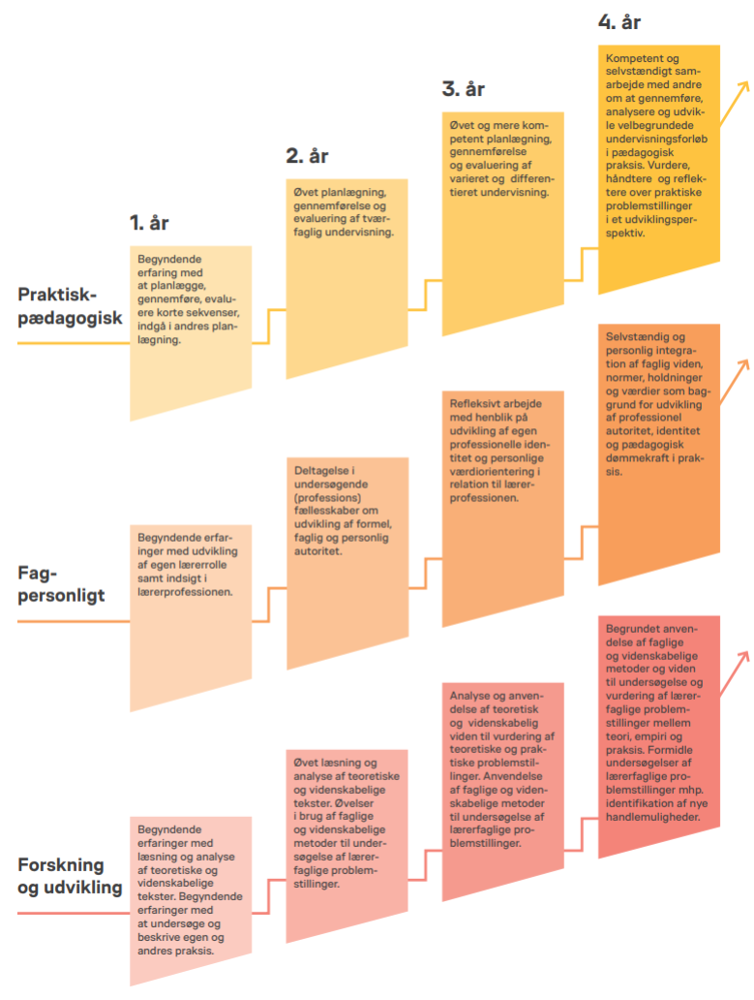 4. år
Kompetent og
selvstændigt sam-
arbejde med andre
om at gennemføre,
analysere og udvik-
le velbegrundede
undervisningsforløb
i pædagogisk
praksis. Vurdere,
håndtere og reflek-
tere over praktiske
problemstillinger
i et udviklingsper-
spektiv.
3. år
Øvet og mere kom-
petent planlægning,
gennemførelse
og evaluering af
varieret og differen-
tieret undervisning.
2. år
Øvet planlægning,
gennemførelse og
evaluering af tvær-
faglig undervisning.
1. år
Begyndende
erfaring med
at planlægge,
gennemføre, evalu-
ere korte sekvenser,
indgå i andres plan-
lægning.
Praktisk-
pædagogisk
Selvstændig og
personlig integra-
tion af faglig viden,
normer, holdninger
og værdier som bag-
grund for udvikling
af professionel
autoritet, identitet
og pædagogisk
dømmekraft i prak-
sis.
Refleksivt arbejde
med henblik på
udvikling af egen
professionelle iden-
titet og personlige
værdiorientering i
relation til lærer-
professionen.
Deltagelse i
undersøgende
(professions)
fællesskaber om
udvikling af formel,
faglig og personlig
autoritet.
Begyndende erfar-
inger med udvikling
af egen lærerrolle
samt indsigt i
lærerprofessionen.
Fag-
personligt
Begrundet anven-
delse af faglige
og videnskabelige
metoder og viden
til undersøgelse og
vurdering af lærer-
faglige problem-
stillinger mellem
teori, empiri og
praksis. Formidle
undersøgelser af
lærerfaglige pro-
blemstillinger mhp.
identifikation af nye
handlemuligheder.
Analyse og anven-
delse af teoretisk
og videnskabelig
viden til vurdering af
teoretiske og prak-
tiske problemstil-
linger. Anvendelse
af faglige og viden-
skabelige metoder
til undersøgelse af
lærerfaglige pro-
blemstillinger.
Øvet læsning og
analyse af teoretiske
og videnskabelige
tekster. Øvelser
i brug af faglige
og videnskabelige
metoder til under-
søgelse af lærer-
faglige problem-
stillinger.
Begyndende
erfaringer med
læsning og analyse
af teoretiske og
videnskabelige
tekster. Begyndende
erfaringer med
at undersøge og
beskrive egen og
andres praksis.
Forskning
og udvikling